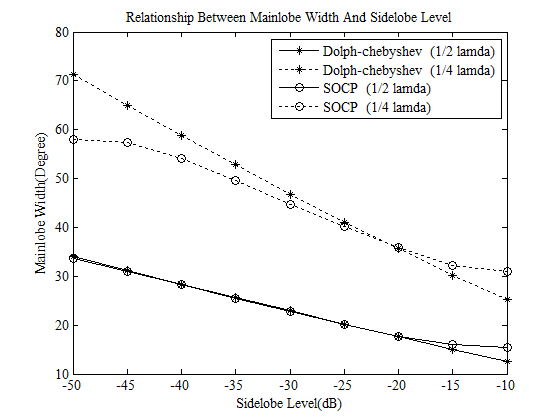 Relationship Between Mainlobe Width And Sidelobe Level
Dolph-chebyshev (1/2 lamda)
Dolph-chebyshev (1/4 lamda)
SOCP (1/2 lamda)
SOCP (1/4 lamda)
Mainlobe Width(Degree)
80
70
60
50
40
30
20
10
-50 -45 -40 -35 -30 -25 -20 -15 -10
Sidelobe Level(dB)